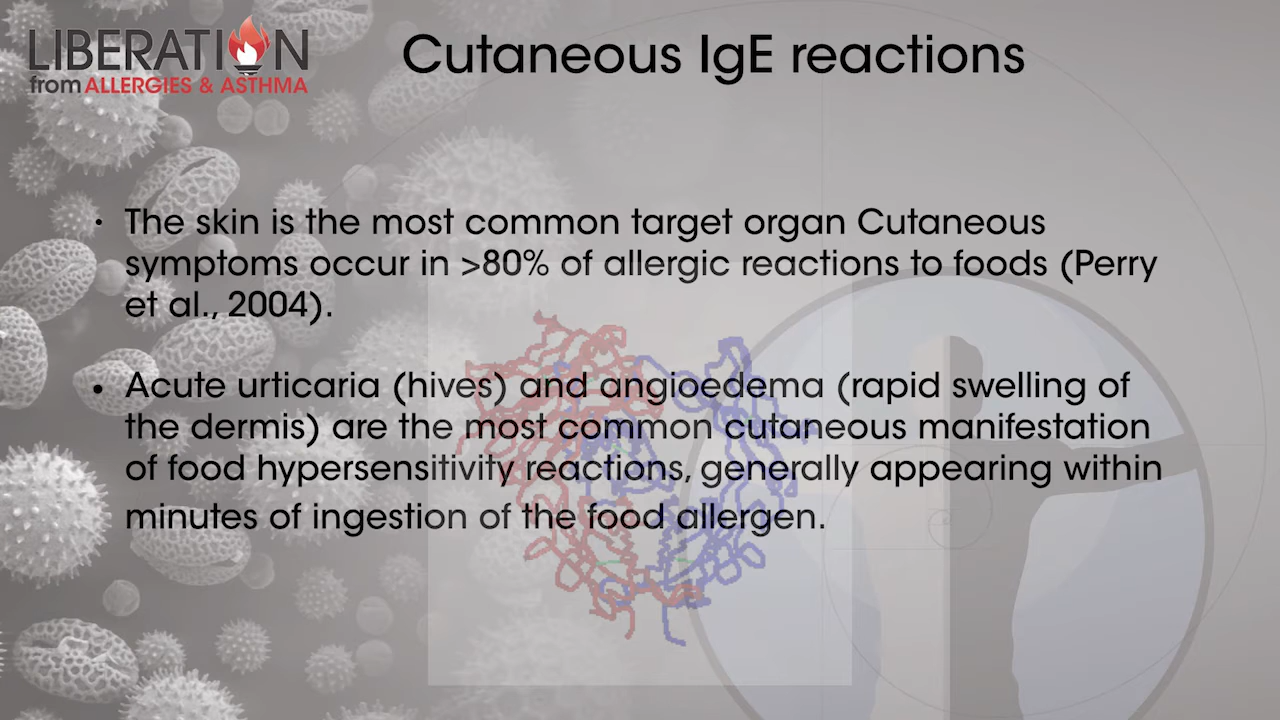 LIBERATION
from ALLERGIES & ASTHMA
Cutaneous IgE reactions
• The skin is the most common target organ Cutaneous
symptoms occur in >80% of allergic reactions to foods (Perry
et al., 2004).
• Acute urticaria (hives) and angioedema (rapid swelling of
the dermis) are the most common cutaneous manifestation
of food hypersensitivity reactions, generally appearing within
minutes of ingestion of the food allergen.